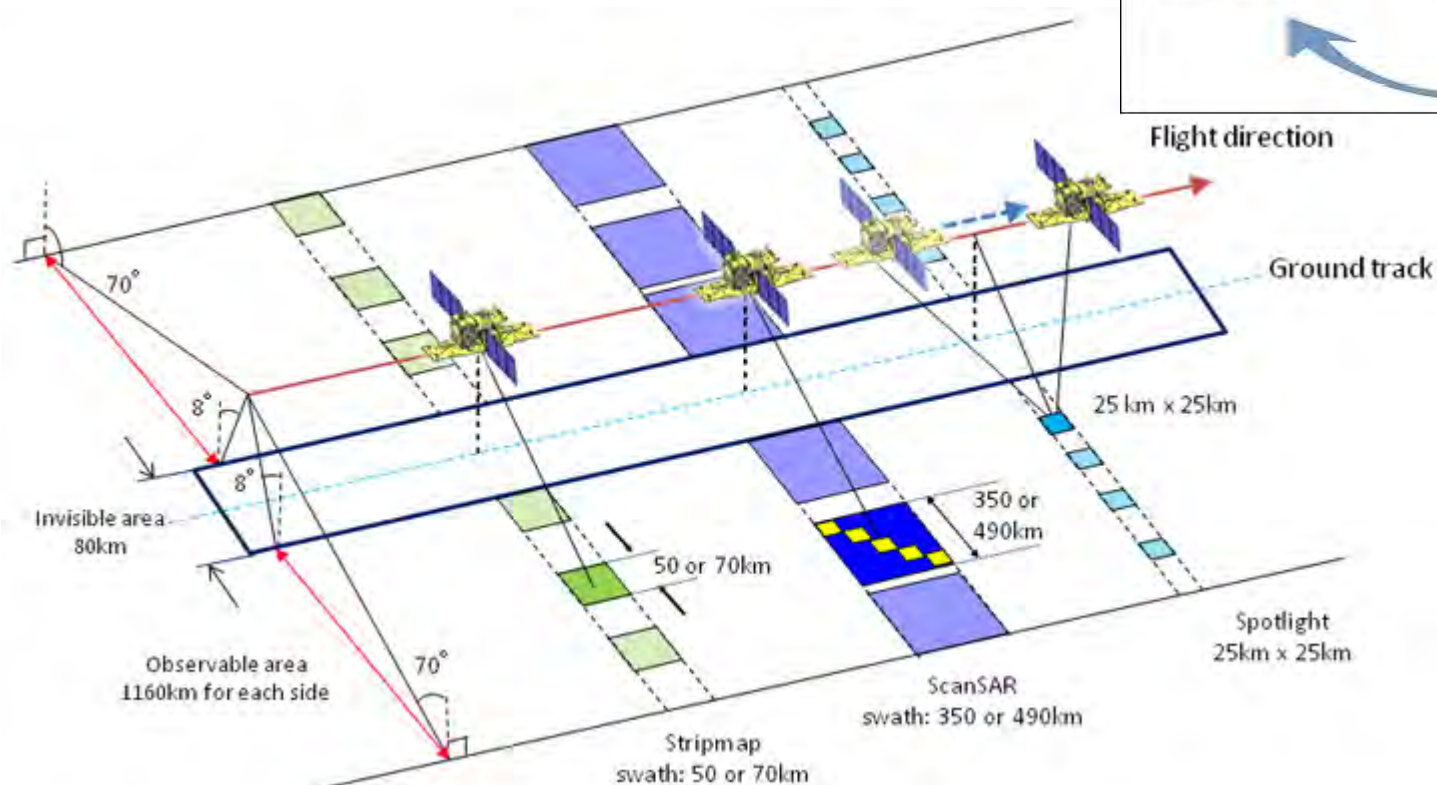 Flight direction
Ground track
70°
8°
8°
25 km x 25km
Invisible area
80km
350 or
490km
50 or 70km
Observable area
1160km for each side
70°
Spotlight
25km x 25km
ScanSAR
swath: 350 or 490km
Stripmap
swath: 50 or 70km